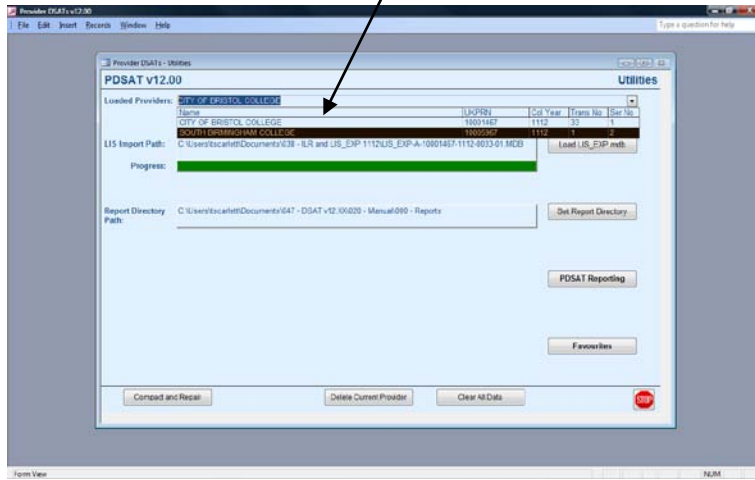 Provider DSATs v12.00
File Edit Insert Records Window Help
Type a question for help
Provider DSATs - Utilities
PDSAT v12.00
Utilities
Loaded Providers: CITY OF BRISTOL COLLEGE
Name UKPRN Col Year Trans No Ser No
CITY OF BRISTOL COLLEGE 10001467 1112 33 1
SOUTH BIRMINGHAM COLLEGE 10005967 1112 1 2
LIS Import Path: C:\Users\tscarlett\Documents\038 - ILR and LIS_EXP 1112\LIS_EXP-A-10001467-1112-0033-01.MDB
Load LIS_EXP mdb
Progress:
Report Directory Path: C:\Users\tscarlett\Documents\047 - DSAT v12.XX\020 - Manual\080 - Reports
Set Report Directory
PDSAT Reporting
Favourites
Compact and Repair
Delete Current Provider
Clear All Data
STOP
Form View
NUM